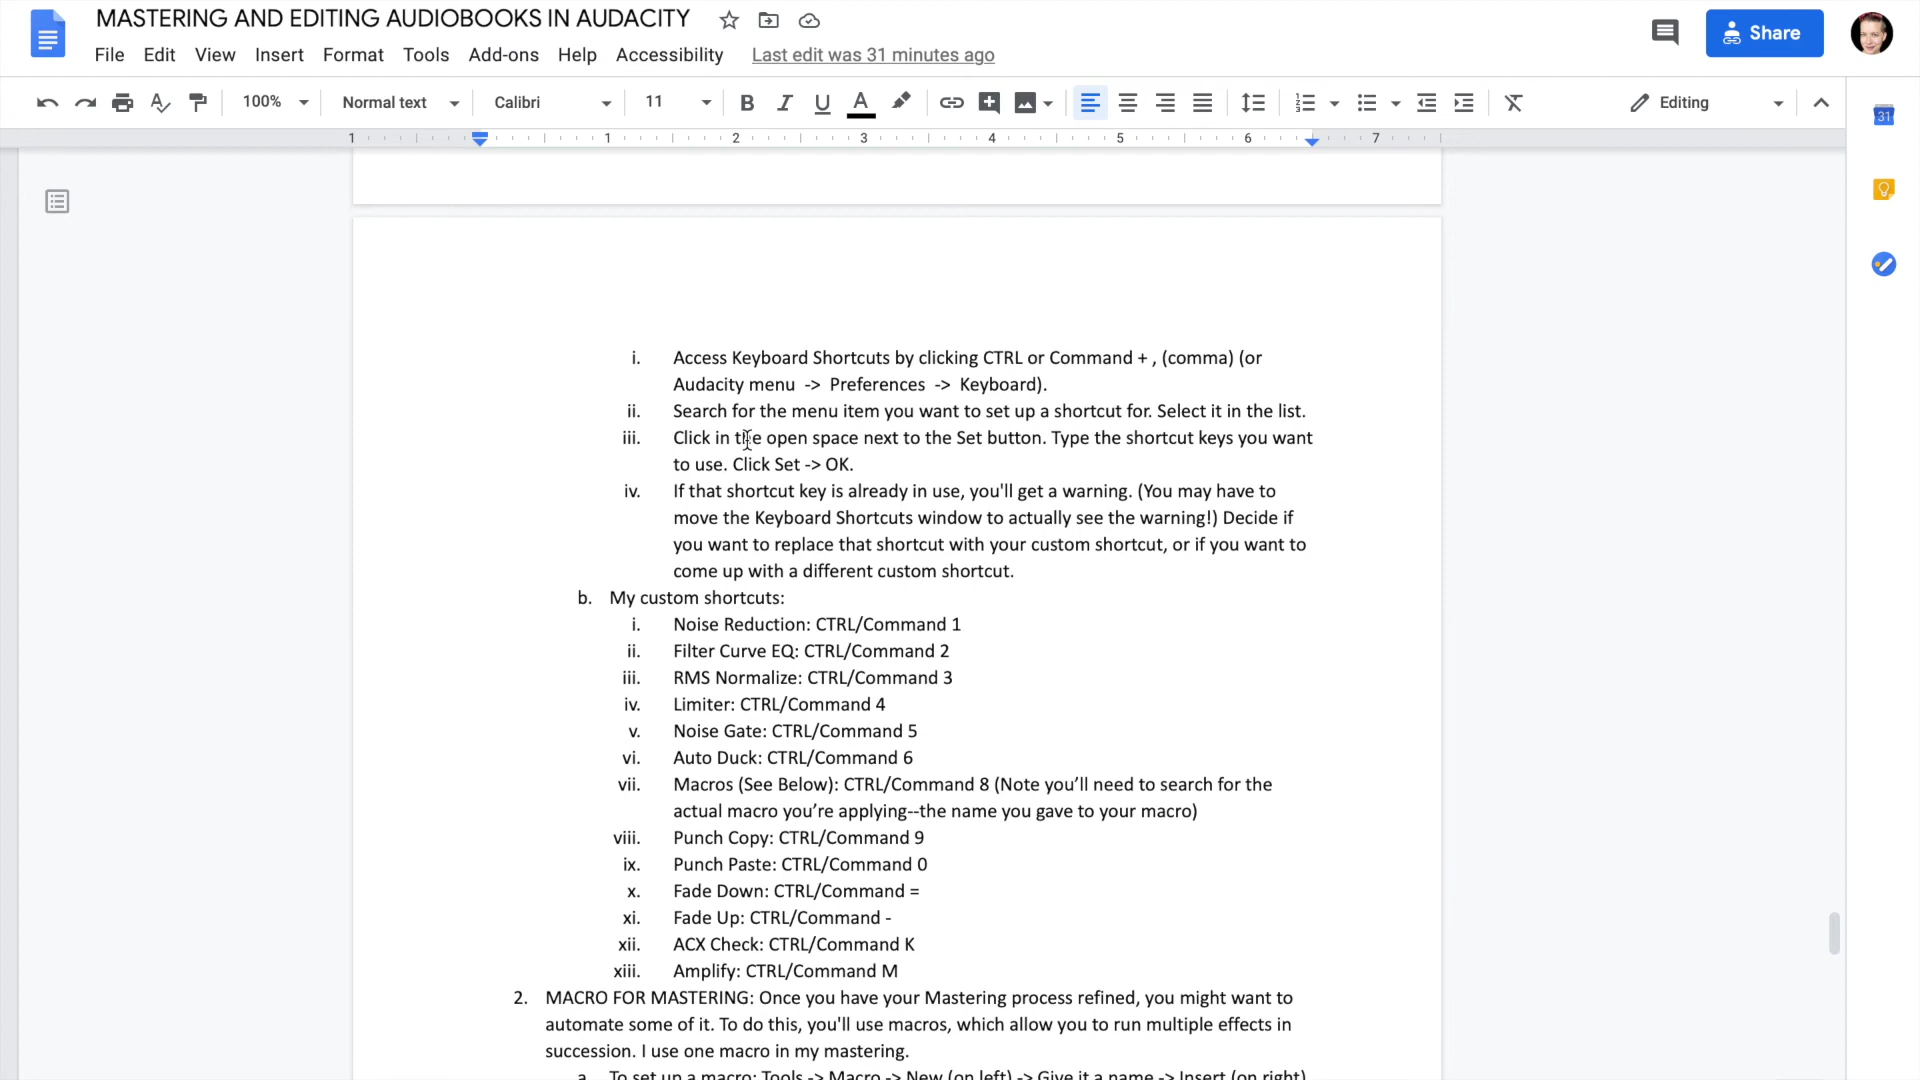 MASTERING AND EDITING AUDIOBOOKS IN AUDACITY
File Edit View Insert Format Tools Add-ons Help Accessibility Last edit was 31 minutes ago
Share
100% Normal text Calibri 11 B I U A Editing
31
1 1 2 3 4 5 6 7
i. Access Keyboard Shortcuts by clicking CTRL or Command + , (comma) (or
Audacity menu -> Preferences -> Keyboard).
ii. Search for the menu item you want to set up a shortcut for. Select it in the list.
iii. Click in the open space next to the Set button. Type the shortcut keys you want
to use. Click Set -> OK.
iv. If that shortcut key is already in use, you'll get a warning. (You may have to
move the Keyboard Shortcuts window to actually see the warning!) Decide if
you want to replace that shortcut with your custom shortcut, or if you want to
come up with a different custom shortcut.
b. My custom shortcuts:
i. Noise Reduction: CTRL/Command 1
ii. Filter Curve EQ: CTRL/Command 2
iii. RMS Normalize: CTRL/Command 3
iv. Limiter: CTRL/Command 4
v. Noise Gate: CTRL/Command 5
vi. Auto Duck: CTRL/Command 6
vii. Macros (See Below): CTRL/Command 8 (Note you’ll need to search for the
actual macro you’re applying--the name you gave to your macro)
viii. Punch Copy: CTRL/Command 9
ix. Punch Paste: CTRL/Command 0
x. Fade Down: CTRL/Command =
xi. Fade Up: CTRL/Command -
xii. ACX Check: CTRL/Command K
xiii. Amplify: CTRL/Command M
2. MACRO FOR MASTERING: Once you have your Mastering process refined, you might want to
automate some of it. To do this, you'll use macros, which allow you to run multiple effects in
succession. I use one macro in my mastering.
a. To set up a macro: Tools -> Macro -> New (on left) -> Give it a name -> Insert (on right)